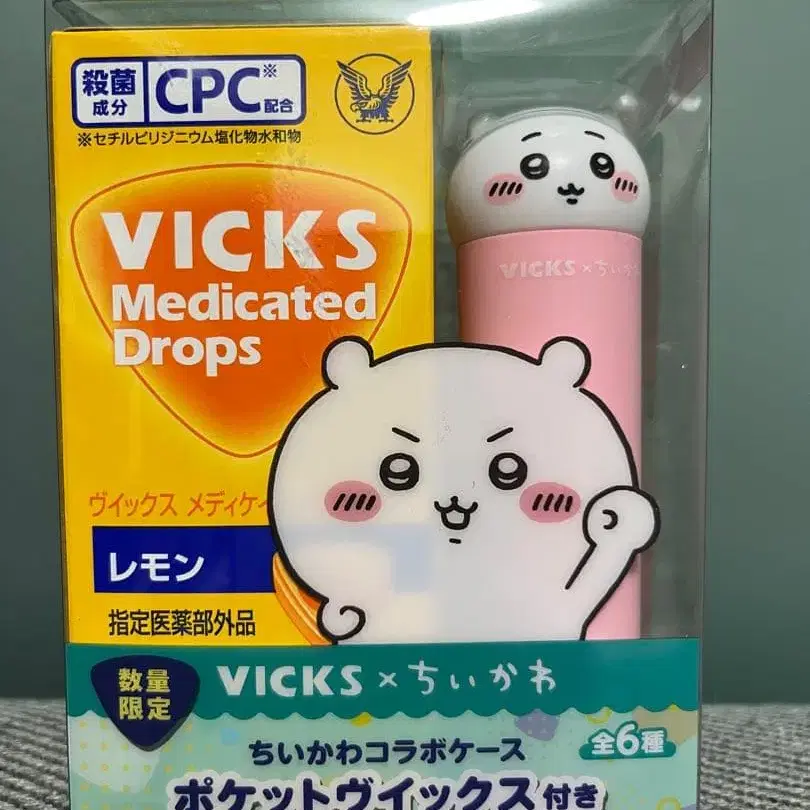 殺菌
成分
CPC※
配合
※セチルピリジニウム塩化物水和物
VICKS
Medicated
Drops
ヴイックス メディケイ
レモン
指定医薬部外品
VICKS×ちいかわ
数量
限定
VICKS×ちいかわ
ちいかわコラボケース
全6種
ポケットヴイックス付き